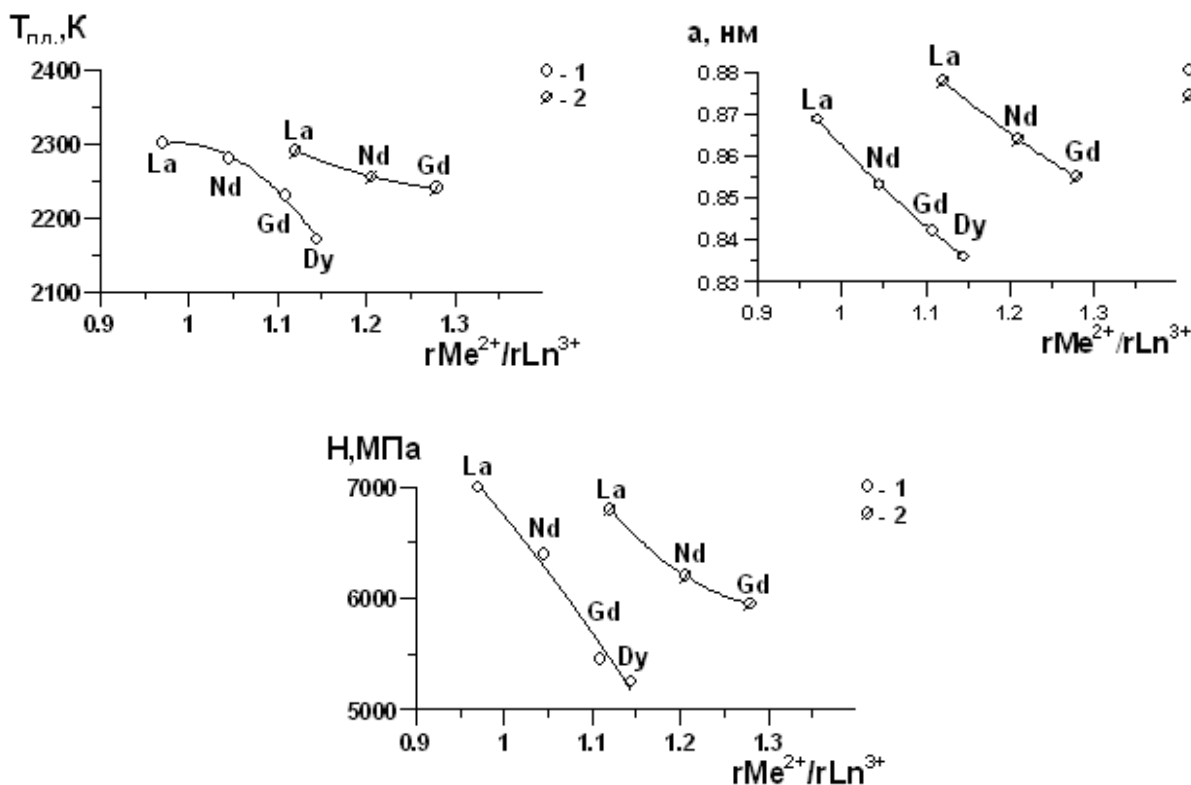 Тпл.,К
2400
2300
2200
2100
La
Nd
Gd
Dy
La
Nd
Gd
0.9 1 1.1 1.2 1.3
rMe2+/rLn3+
o - 1
ø - 2
а, нм
0.88
0.87
0.86
0.85
0.84
0.83
La
Nd
Gd
Dy
La
Nd
Gd
0.9 1 1.1 1.2 1.3
rMe2+/rLn3+
Н,МПа
7000
6000
5000
La
Nd
Gd
Dy
La
Nd
Gd
0.9 1 1.1 1.2 1.3
rMe2+/rLn3+
o - 1
ø - 2